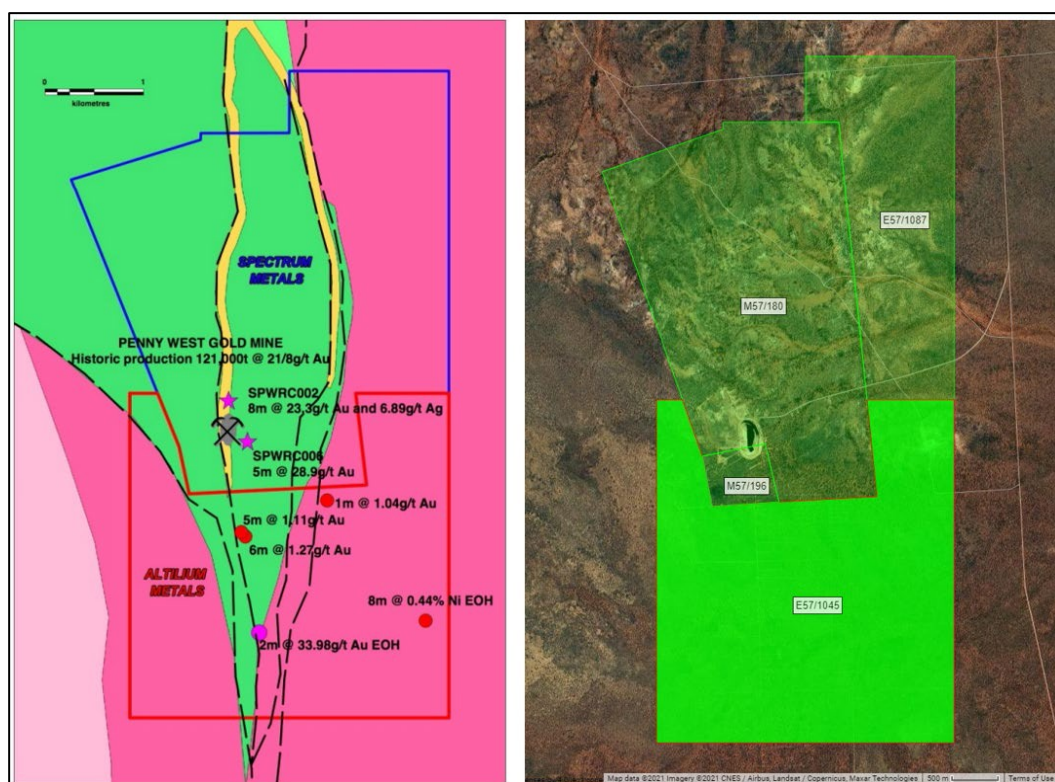 0 1
kilometres
SPECTRUM
METALS
PENNY WEST GOLD MINE
Historic production 121,000t @ 21/8g/t Au
SPWRC002
8m @ 23.3g/t Au and 6.89g/t Ag
SPWRC006
5m @ 28.9g/t Au
1m @ 1.04g/t Au
5m @ 1.11g/t Au
6m @ 1.27g/t Au
ALTILIUM
METALS
8m @ 0.44% Ni EOH
2m @ 33.98g/t Au EOH
E57/1087
M57/180
M57/196
E57/1045
Map data ©2021 Imagery ©2021 CNES / Airbus, Landsat / Copernicus, Maxar Technologies 500 m Terms of Use